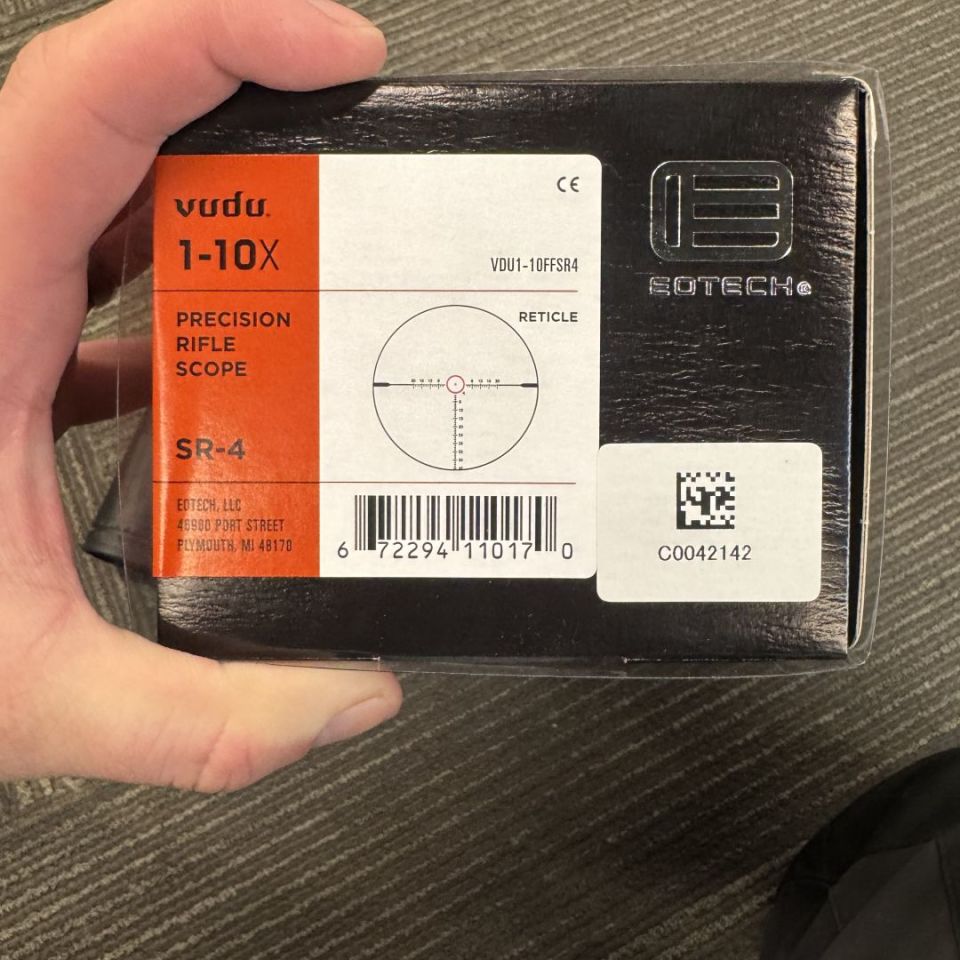 vudu
1-10X
CE
VDU1-10FFSR4
PRECISION
RIFLE
SCOPE
RETICLE
SR-4
EOTECH, LLC
46900 PORT STREET
PLYMOUTH, MI 48170
6 72294 11017 0
EOTECH
C0042142